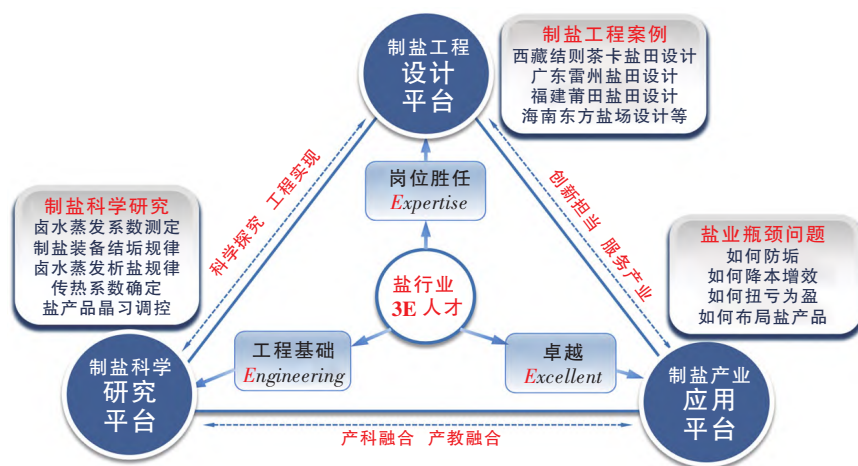 制盐工程
设计
平台
制盐工程案例
西藏结则茶卡盐田设计
广东雷州盐田设计
福建莆田盐田设计
海南东方盐场设计等
科学探究 工程实现
岗位胜任
Expertise
创新担当 服务产业
制盐科学研究
卤水蒸发系数测定
制盐装备结垢规律
卤水蒸发析盐规律
传热系数确定
盐产品晶习调控
盐行业
3E 人才
盐业瓶颈问题
如何防垢
如何降本增效
如何扭亏为盈
如何布局盐产品
工程基础
Engineering
卓越
Excellent
制盐科学
研究
平台
制盐产业
应用
平台
产科融合 产教融合